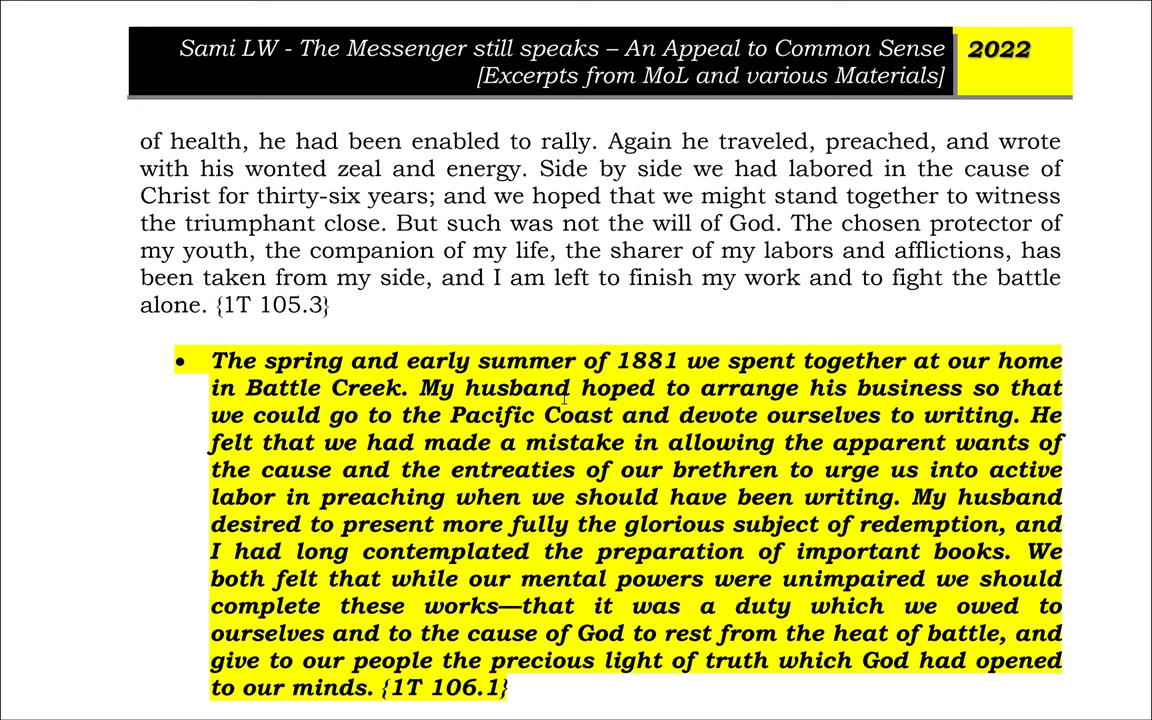 Sami LW - The Messenger still speaks – An Appeal to Common Sense
[Excerpts from MoL and various Materials]
2022
of health, he had been enabled to rally. Again he traveled, preached, and wrote
with his wonted zeal and energy. Side by side we had labored in the cause of
Christ for thirty-six years; and we hoped that we might stand together to witness
the triumphant close. But such was not the will of God. The chosen protector of
my youth, the companion of my life, the sharer of my labors and afflictions, has
been taken from my side, and I am left to finish my work and to fight the battle
alone. {1T 105.3}
• The spring and early summer of 1881 we spent together at our home
in Battle Creek. My husband hoped to arrange his business so that
we could go to the Pacific Coast and devote ourselves to writing. He
felt that we had made a mistake in allowing the apparent wants of
the cause and the entreaties of our brethren to urge us into active
labor in preaching when we should have been writing. My husband
desired to present more fully the glorious subject of redemption, and
I had long contemplated the preparation of important books. We
both felt that while our mental powers were unimpaired we should
complete these works—that it was a duty which we owed to
ourselves and to the cause of God to rest from the heat of battle, and
give to our people the precious light of truth which God had opened
to our minds. {1T 106.1}